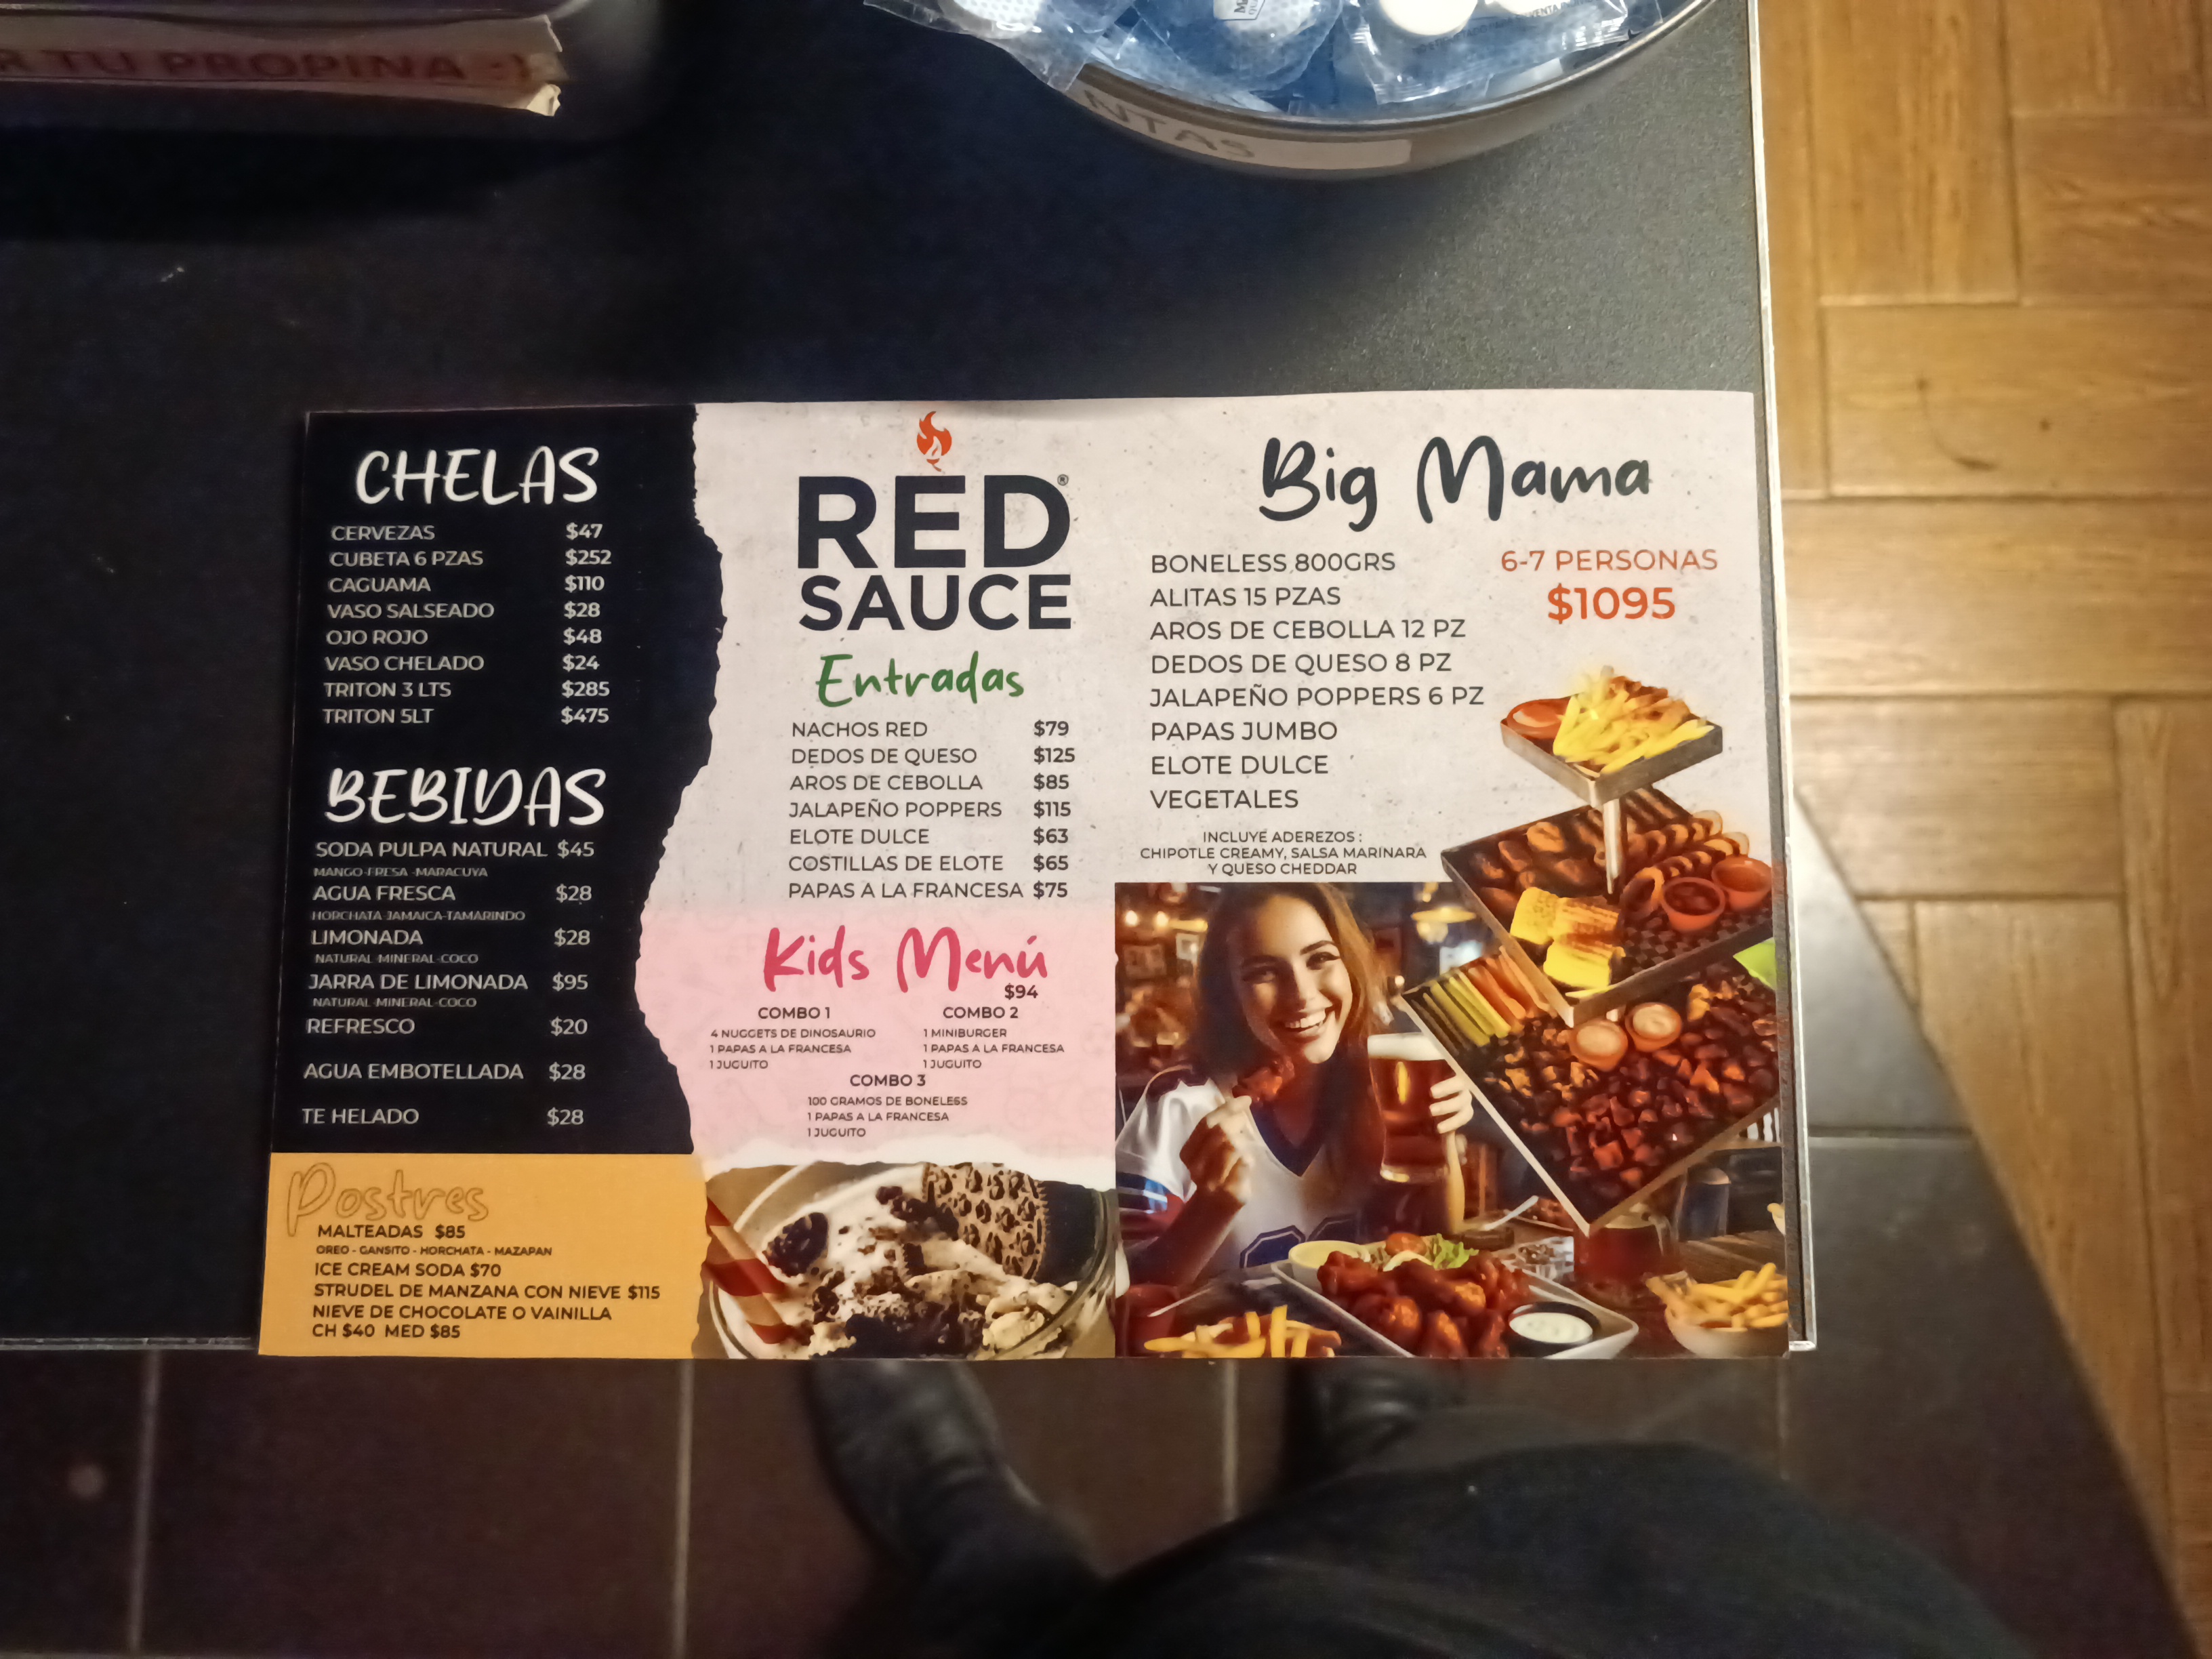 R TU PROPINA :)
NTAS
CHELAS
CERVEZAS $47
CUBETA 6 PZAS $252
CAGUAMA $110
VASO SALSEADO $28
OJO ROJO $48
VASO CHELADO $24
TRITON 3 LTS $285
TRITON 5LT $475
BEBIDAS
SODA PULPA NATURAL $45
MANGO-FRESA-MARACUYA
AGUA FRESCA $28
HORCHATA-JAMAICA-TAMARINDO
LIMONADA $28
NATURAL-MINERAL-COCO
JARRA DE LIMONADA $95
NATURAL-MINERAL-COCO
REFRESCO $20
AGUA EMBOTELLADA $28
TE HELADO $28
Postres
MALTEADAS $85
OREO - GANSITO - HORCHATA - MAZAPAN
ICE CREAM SODA $70
STRUDEL DE MANZANA CON NIEVE $115
NIEVE DE CHOCOLATE O VAINILLA
CH $40 MED $85
RED®
SAUCE
Entradas
NACHOS RED $79
DEDOS DE QUESO $125
AROS DE CEBOLLA $85
JALAPEÑO POPPERS $115
ELOTE DULCE $63
COSTILLAS DE ELOTE $65
PAPAS A LA FRANCESA $75
Kids Menú
$94
COMBO 1
4 NUGGETS DE DINOSAURIO
1 PAPAS A LA FRANCESA
1 JUGUITO
COMBO 2
1 MINIBURGER
1 PAPAS A LA FRANCESA
1 JUGUITO
COMBO 3
100 GRAMOS DE BONELESS
1 PAPAS A LA FRANCESA
1 JUGUITO
Big Mama
BONELESS 800GRS
ALITAS 15 PZAS
AROS DE CEBOLLA 12 PZ
DEDOS DE QUESO 8 PZ
JALAPEÑO POPPERS 6 PZ
PAPAS JUMBO
ELOTE DULCE
VEGETALES
6-7 PERSONAS
$1095
INCLUYE ADEREZOS :
CHIPOTLE CREAMY, SALSA MARINARA
Y QUESO CHEDDAR